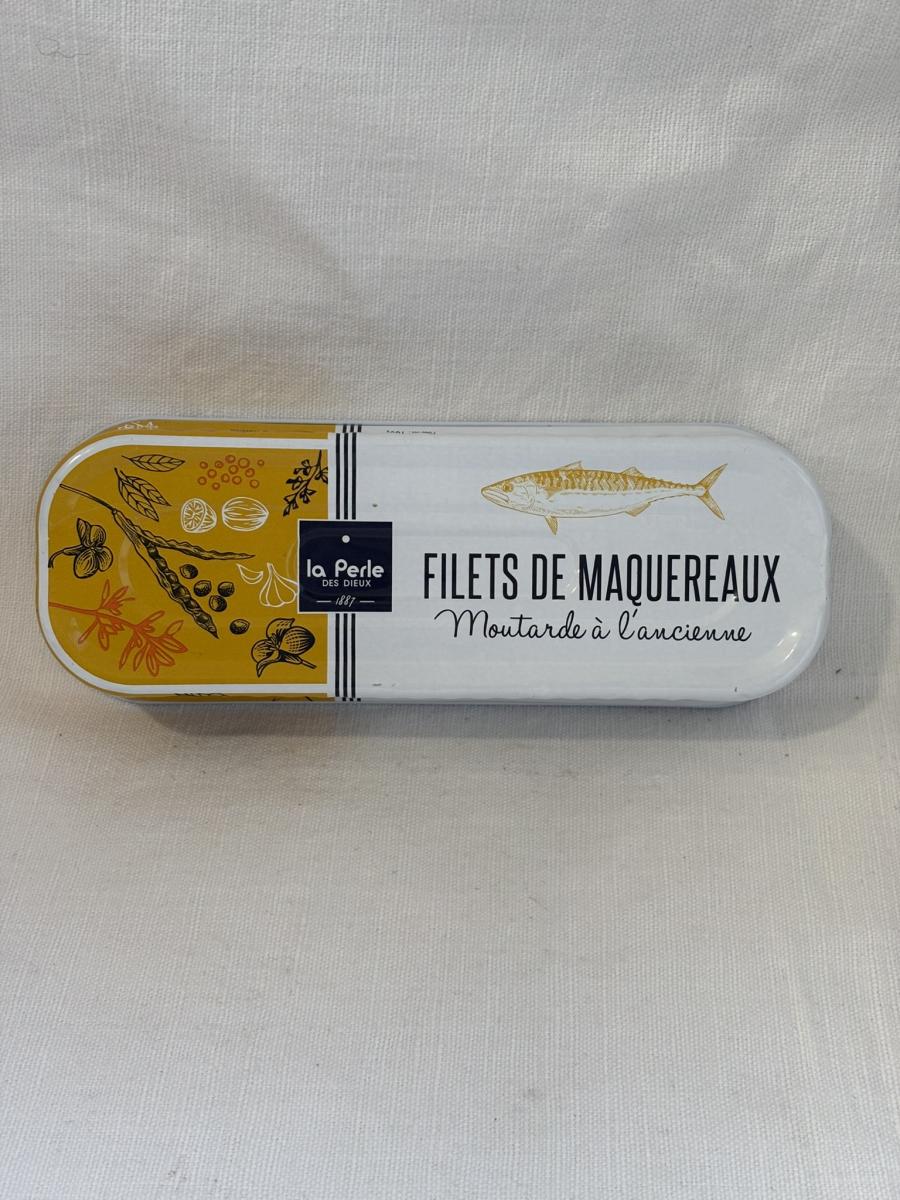 la Perle
DES DIEUX
1887
FILETS DE MAQUEREAUX
Moutarde à l'ancienne